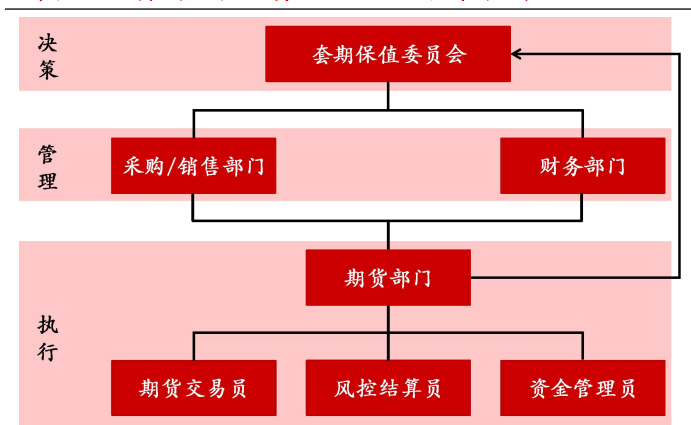 决策
套期保值委员会
管理
采购/销售部门
财务部门
期货部门
执行
期货交易员
风控结算员
资金管理员